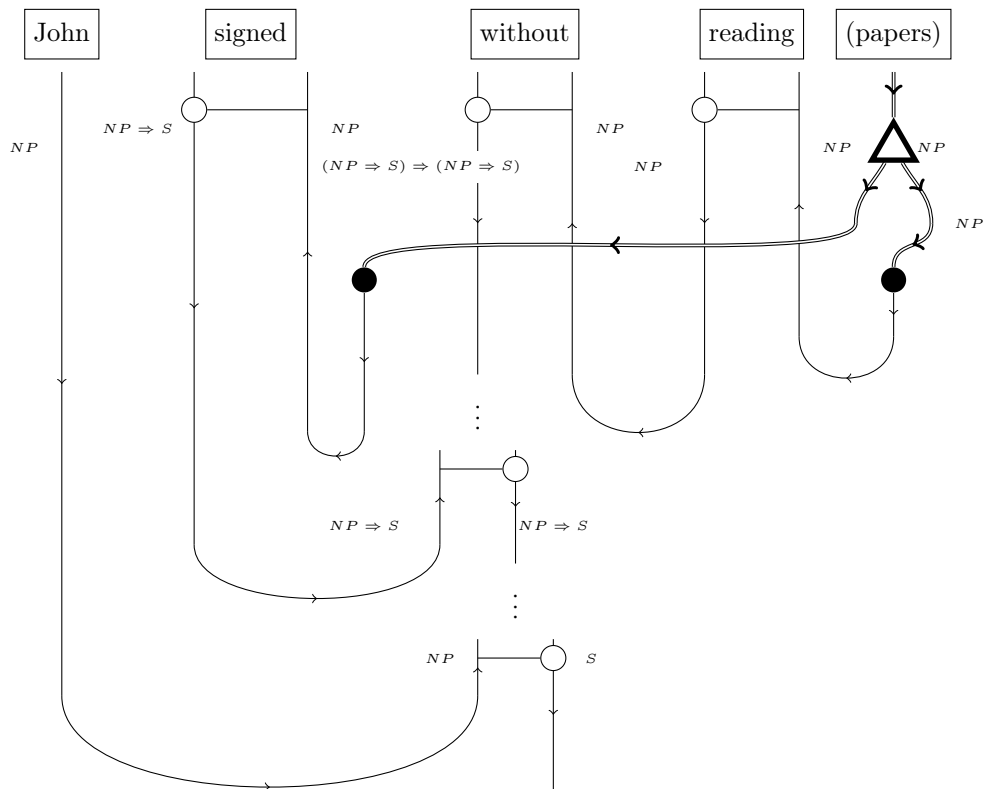 John signed without reading (papers)
NP ⇒ S NP NP NP NP
NP
(NP ⇒ S) ⇒ (NP ⇒ S) NP
NP
⋮
NP ⇒ S NP ⇒ S
⋮
NP S